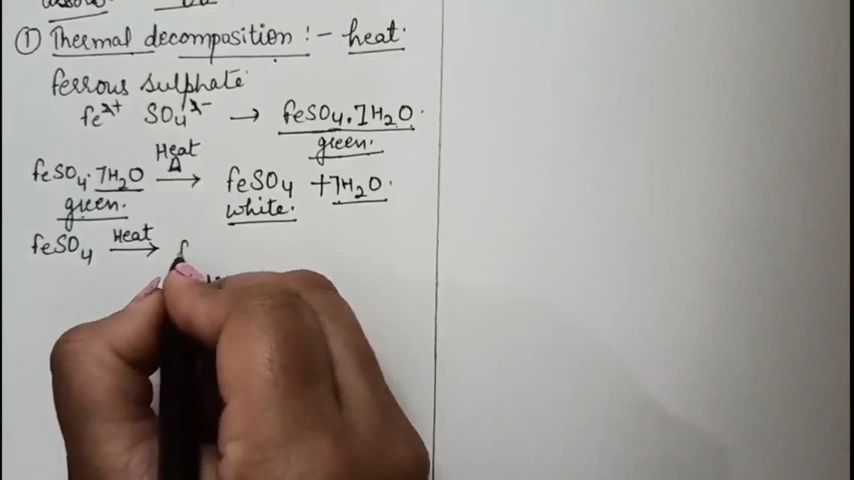 ① Thermal decomposition :- heat.
ferrous sulphate
fe²⁺ SO₄²⁻ → feSO₄.7H₂O.
green.
feSO₄.7H₂O Heat Δ → feSO₄ + 7H₂O.
green. white.
feSO₄ Heat → f